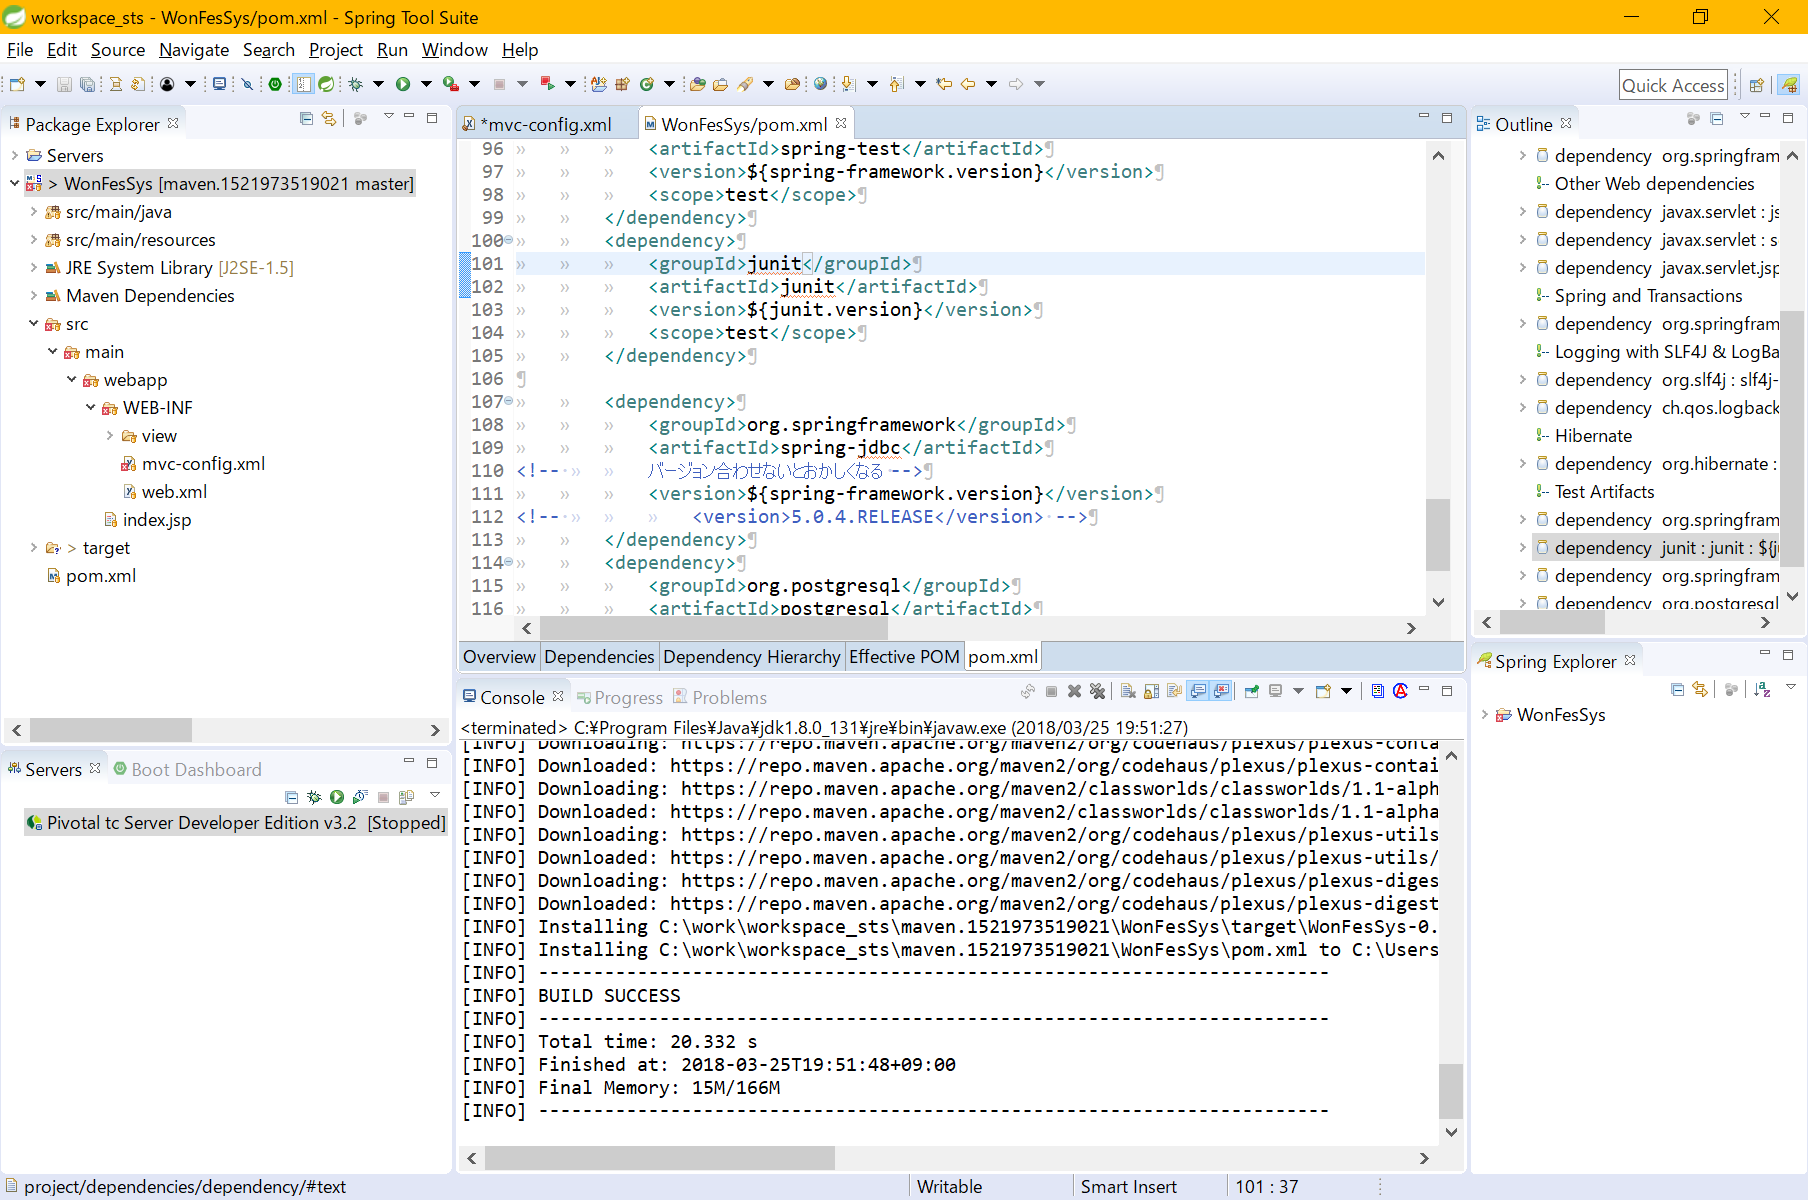 workspace_sts - WonFesSys/pom.xml - Spring Tool Suite
File Edit Source Navigate Search Project Run Window Help
Quick Access
Package Explorer
Servers
> WonFesSys [maven.1521973519021 master]
src/main/java
src/main/resources
JRE System Library [J2SE-1.5]
Maven Dependencies
src
main
webapp
WEB-INF
view
mvc-config.xml
web.xml
index.jsp
> target
pom.xml
Servers Boot Dashboard
Pivotal tc Server Developer Edition v3.2 [Stopped]
*mvc-config.xml WonFesSys/pom.xml
96 <artifactId>spring-test</artifactId>
97 <version>${spring-framework.version}</version>
98 <scope>test</scope>
99 </dependency>
100 <dependency>
101 <groupId>junit</groupId>
102 <artifactId>junit</artifactId>
103 <version>${junit.version}</version>
104 <scope>test</scope>
105 </dependency>
106
107 <dependency>
108 <groupId>org.springframework</groupId>
109 <artifactId>spring-jdbc</artifactId>
110 <!-- バージョン合わせないとおかしくなる -->
111 <version>${spring-framework.version}</version>
112 <!-- <version>5.0.4.RELEASE</version> -->
113 </dependency>
114 <dependency>
115 <groupId>org.postgresql</groupId>
116 <artifactId>postgresql</artifactId>
Overview Dependencies Dependency Hierarchy Effective POM pom.xml
Console Progress Problems
<terminated> C:¥Program Files¥Java¥jdk1.8.0_131¥jre¥bin¥javaw.exe (2018/03/25 19:51:27)
[INFO] Downloading: https://repo.maven.apache.org/maven2/org/codehaus/plexus/plexus-conta
[INFO] Downloaded: https://repo.maven.apache.org/maven2/org/codehaus/plexus/plexus-contai
[INFO] Downloading: https://repo.maven.apache.org/maven2/classworlds/classworlds/1.1-alph
[INFO] Downloaded: https://repo.maven.apache.org/maven2/classworlds/classworlds/1.1-alpha
[INFO] Downloading: https://repo.maven.apache.org/maven2/org/codehaus/plexus/plexus-utils
[INFO] Downloaded: https://repo.maven.apache.org/maven2/org/codehaus/plexus/plexus-utils/
[INFO] Downloading: https://repo.maven.apache.org/maven2/org/codehaus/plexus/plexus-diges
[INFO] Downloaded: https://repo.maven.apache.org/maven2/org/codehaus/plexus/plexus-digest
[INFO] Installing C:\work\workspace_sts\maven.1521973519021\WonFesSys\target\WonFesSys-0.
[INFO] Installing C:\work\workspace_sts\maven.1521973519021\WonFesSys\pom.xml to C:\Users
[INFO] ------------------------------------------------------------------------
[INFO] BUILD SUCCESS
[INFO] ------------------------------------------------------------------------
[INFO] Total time: 20.332 s
[INFO] Finished at: 2018-03-25T19:51:48+09:00
[INFO] Final Memory: 15M/166M
[INFO] ------------------------------------------------------------------------
Outline
dependency org.springfram
Other Web dependencies
dependency javax.servlet : js
dependency javax.servlet : s
dependency javax.servlet.jsp
Spring and Transactions
dependency org.springfram
Logging with SLF4J & LogBa
dependency org.slf4j : slf4j-
dependency ch.qos.logback
Hibernate
dependency org.hibernate :
Test Artifacts
dependency org.springfram
dependency junit : junit : ${j
dependency org.springfram
dependency org.postgresql
Spring Explorer
WonFesSys
project/dependencies/dependency/#text
Writable
Smart Insert
101 : 37